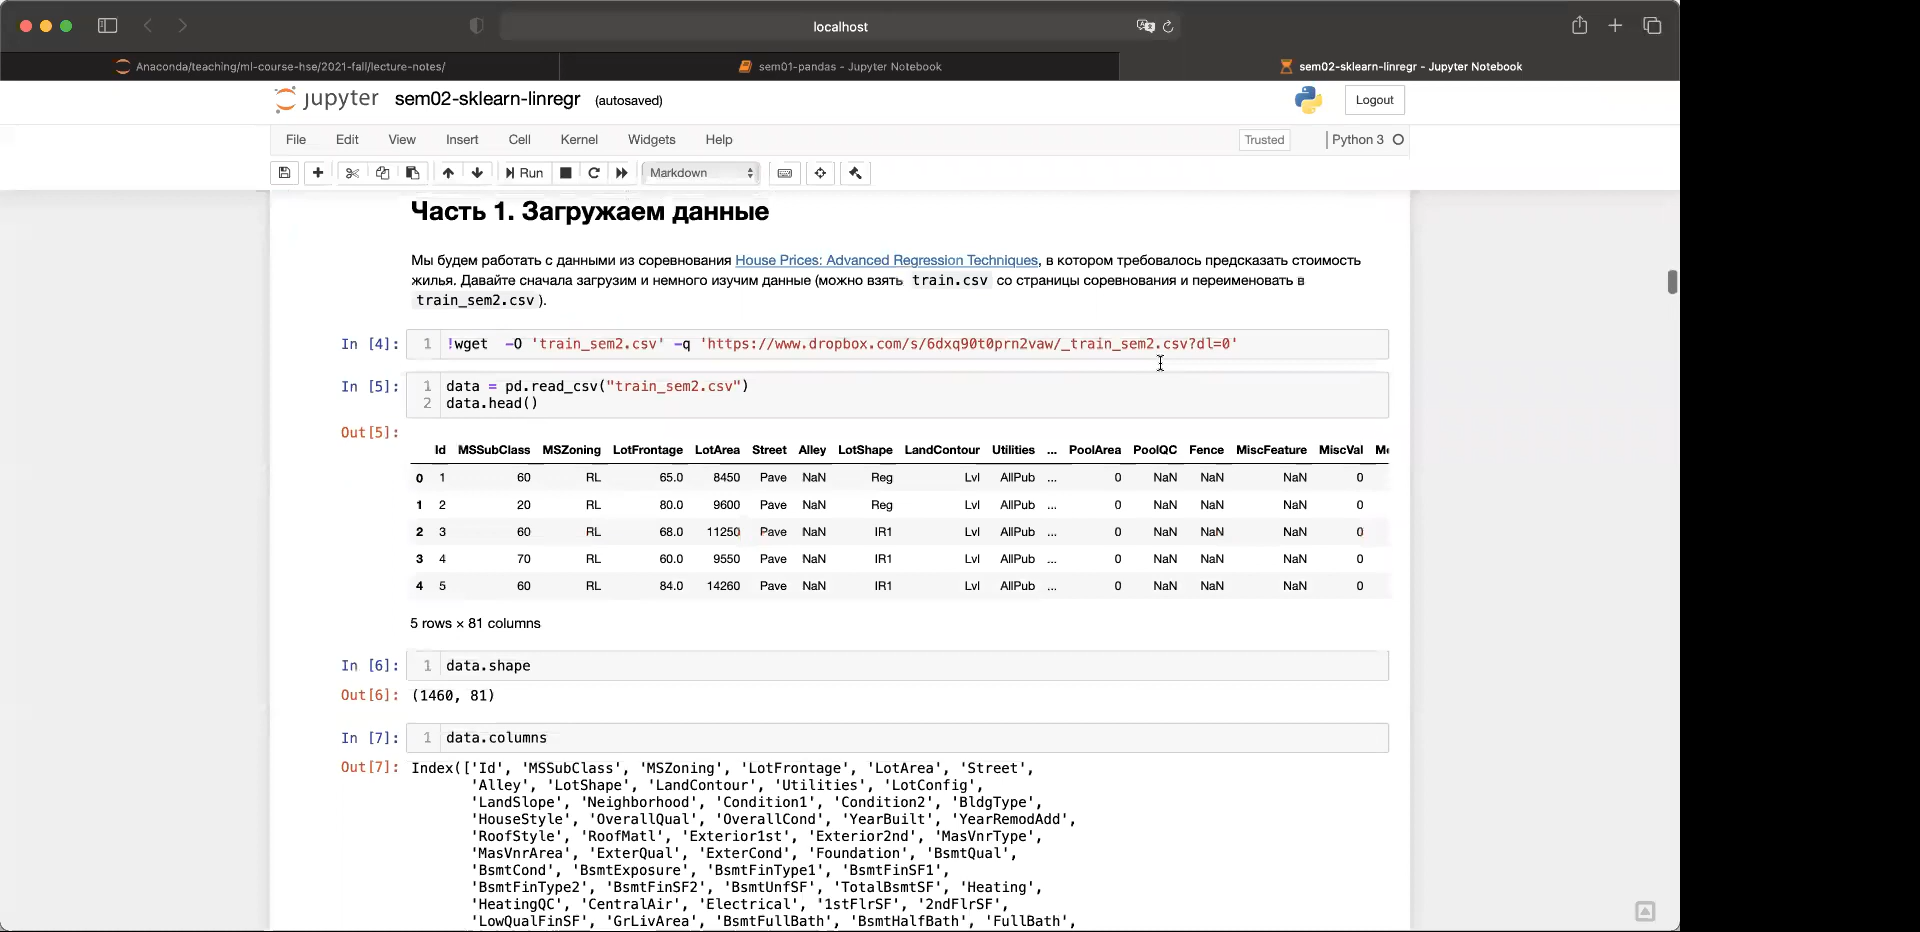 localhost
Anaconda/teaching/ml-course-hse/2021-fall/lecture-notes/
sem01-pandas - Jupyter Notebook
sem02-sklearn-linregr - Jupyter Notebook
jupyter sem02-sklearn-linregr (autosaved)
Logout
File Edit View Insert Cell Kernel Widgets Help
Trusted Python 3
Run Markdown
Часть 1. Загружаем данные
Мы будем работать с данными из соревнования House Prices: Advanced Regression Techniques, в котором требовалось предсказать стоимость
жилья. Давайте сначала загрузим и немного изучим данные (можно взять train.csv со страницы соревнования и переименовать в
train_sem2.csv ).
In [4]: 1 !wget -O 'train_sem2.csv' -q 'https://www.dropbox.com/s/6dxq90t0prn2vaw/_train_sem2.csv?dl=0'
In [5]: 1 data = pd.read_csv("train_sem2.csv")
2 data.head()
Out[5]:
Id MSSubClass MSZoning LotFrontage LotArea Street Alley LotShape LandContour Utilities ... PoolArea PoolQC Fence MiscFeature MiscVal M
0 1 60 RL 65.0 8450 Pave NaN Reg Lvl AllPub ... 0 NaN NaN NaN 0
1 2 20 RL 80.0 9600 Pave NaN Reg Lvl AllPub ... 0 NaN NaN NaN 0
2 3 60 RL 68.0 11250 Pave NaN IR1 Lvl AllPub ... 0 NaN NaN NaN 0
3 4 70 RL 60.0 9550 Pave NaN IR1 Lvl AllPub ... 0 NaN NaN NaN 0
4 5 60 RL 84.0 14260 Pave NaN IR1 Lvl AllPub ... 0 NaN NaN NaN 0
5 rows × 81 columns
In [6]: 1 data.shape
Out[6]: (1460, 81)
In [7]: 1 data.columns
Out[7]: Index(['Id', 'MSSubClass', 'MSZoning', 'LotFrontage', 'LotArea', 'Street',
'Alley', 'LotShape', 'LandContour', 'Utilities', 'LotConfig',
'LandSlope', 'Neighborhood', 'Condition1', 'Condition2', 'BldgType',
'HouseStyle', 'OverallQual', 'OverallCond', 'YearBuilt', 'YearRemodAdd',
'RoofStyle', 'RoofMatl', 'Exterior1st', 'Exterior2nd', 'MasVnrType',
'MasVnrArea', 'ExterQual', 'ExterCond', 'Foundation', 'BsmtQual',
'BsmtCond', 'BsmtExposure', 'BsmtFinType1', 'BsmtFinSF1',
'BsmtFinType2', 'BsmtFinSF2', 'BsmtUnfSF', 'TotalBsmtSF', 'Heating',
'HeatingQC', 'CentralAir', 'Electrical', '1stFlrSF', '2ndFlrSF',
'LowQualFinSF', 'GrLivArea', 'BsmtFullBath', 'BsmtHalfBath', 'FullBath',